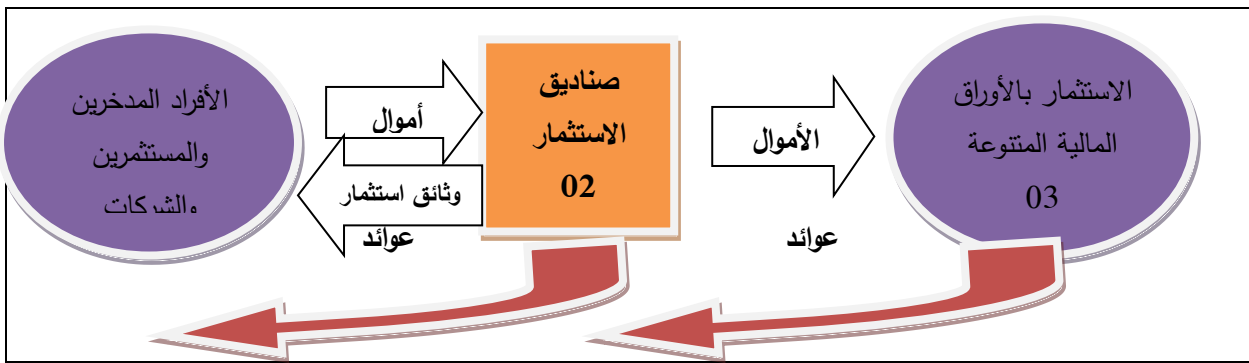 الأفراد المدخرين
والمستثمرين
والشركات
أموال
وثائق استثمار
عوائد
صناديق
الاستثمار
02
الأموال
عوائد
الاستثمار بالأوراق
المالية المتنوعة
03